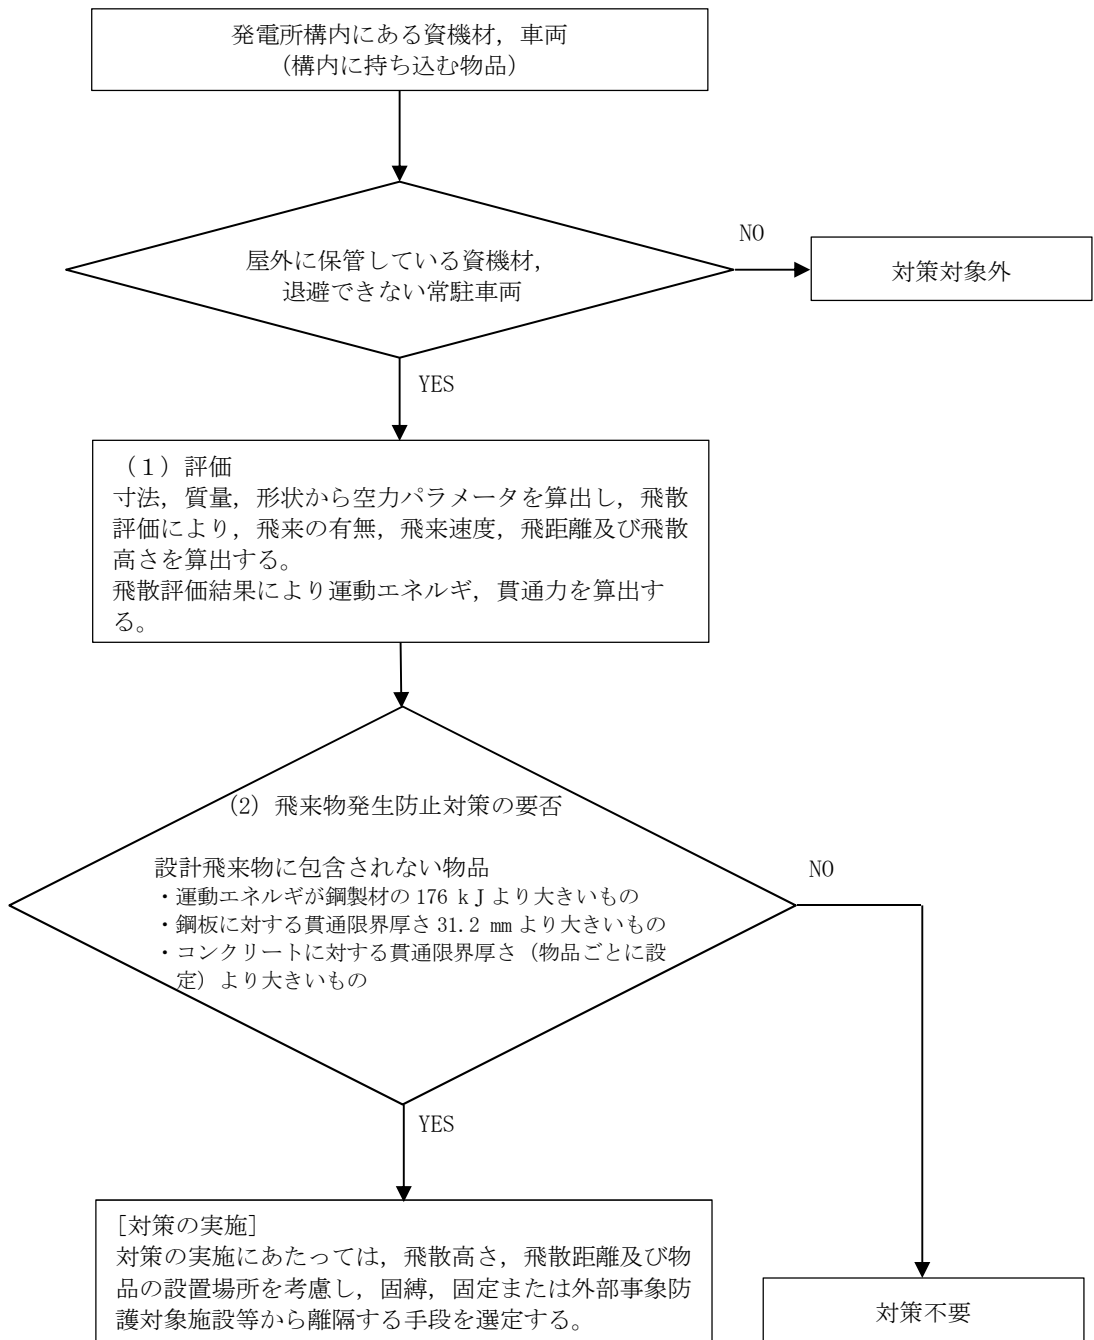 発電所構内にある資機材，車両
（構内に持ち込む物品）
屋外に保管している資機材，
退避できない常駐車両
NO
対策対象外
YES
（１）評価
寸法，質量，形状から空力パラメータを算出し，飛散
評価により，飛来の有無，飛来速度，飛距離及び飛散
高さを算出する。
飛散評価結果により運動エネルギ，貫通力を算出す
る。
(2) 飛来物発生防止対策の要否
設計飛来物に包含されない物品
・運動エネルギが鋼製材の 176 kＪより大きいもの
・鋼板に対する貫通限界厚さ 31.2 ㎜ より大きいもの
・コンクリートに対する貫通限界厚さ（物品ごとに設
定）より大きいもの
NO
YES
[対策の実施]
対策の実施にあたっては，飛散高さ，飛散距離及び物
品の設置場所を考慮し，固縛，固定または外部事象防
護対象施設等から離隔する手段を選定する。
対策不要